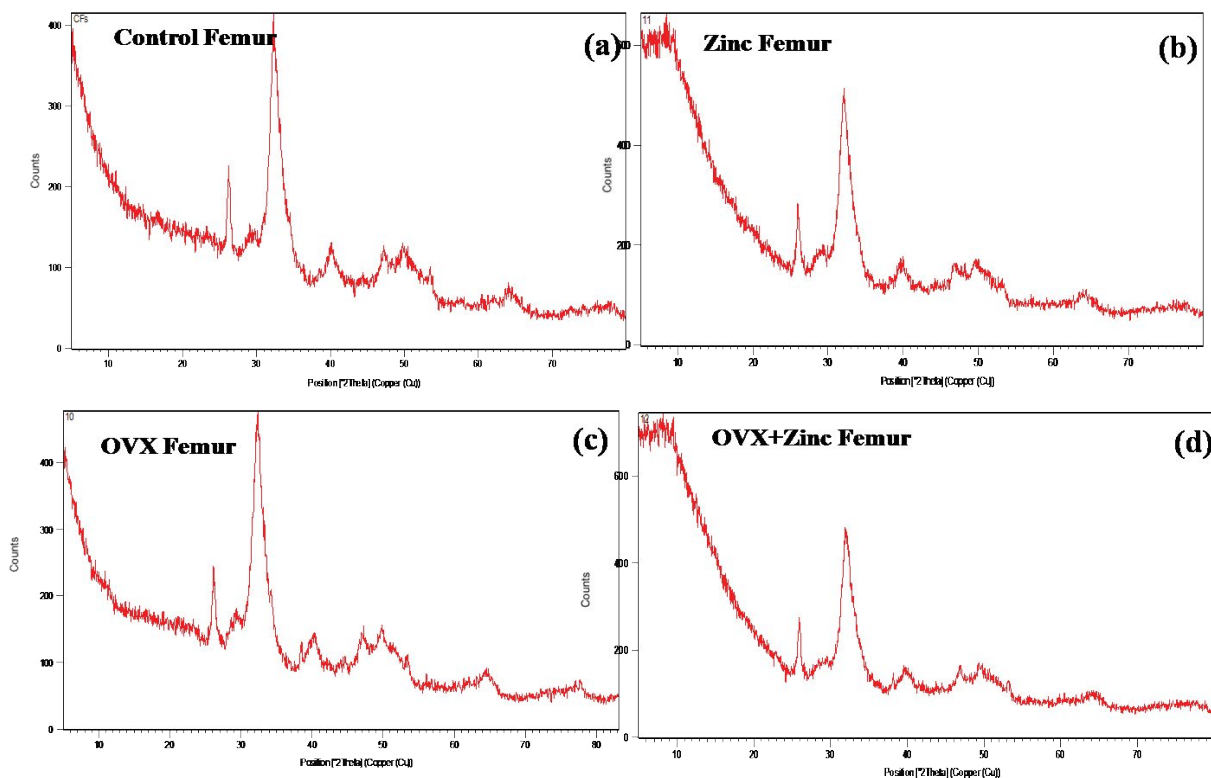 CFs
Control Femur
(a)
400
300
200
100
0
Counts
10 20 30 40 50 60 70
Position [°2Theta] (Copper (Cu))
11
Zinc Femur
(b)
400
200
0
Counts
10 20 30 40 50 60 70
Position [°2Theta] (Copper (Cu))
10
OVX Femur
(c)
400
300
200
100
0
Counts
10 20 30 40 50 60 70 80
Position [°2Theta] (Copper (Cu))
12
OVX+Zinc Femur
(d)
600
400
200
0
Counts
10 20 30 40 50 60 70
Position [°2Theta] (Copper (Cu))